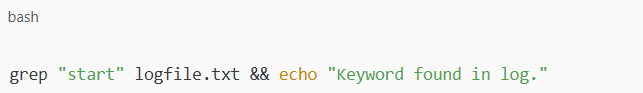 bash
grep "start" logfile.txt && echo "Keyword found in log."